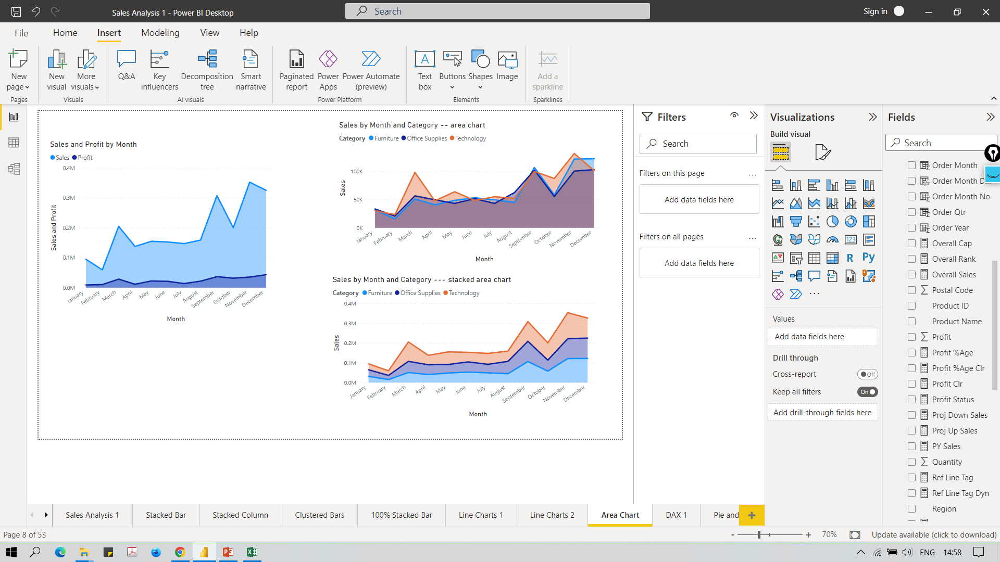 Sales Analysis 1 - Power BI Desktop
Search
Sign in
File Home Insert Modeling View Help
New page
New visual
More visuals
Q&A
Key influencers
Decomposition tree
Smart narrative
Paginated report
Power Apps
Power Automate (preview)
Text box
Buttons
Shapes
Image
Add a sparkline
Pages Visuals AI visuals Power Platform Elements Sparklines
Sales and Profit by Month
Sales Profit
0.4M
0.3M
0.2M
0.1M
0.0M
Sales and Profit
January February March April May June July August September October November December
Month
Sales by Month and Category -- area chart
Category Furniture Office Supplies Technology
100K
50K
0K
Sales
January February March April May June July August September October November December
Month
Sales by Month and Category --- stacked area chart
Category Furniture Office Supplies Technology
0.4M
0.3M
0.2M
0.1M
0.0M
Sales
January February March April May June July August September October November December
Month
Filters
Search
Filters on this page
...
Add data fields here
Filters on all pages
...
Add data fields here
Visualizations
Build visual
123
R Py
...
Values
Add data fields here
Drill through
Cross-report Off
Keep all filters On
Add drill-through fields here
Fields
Search
Order Month
Order Month D...
Order Month No
Order Qtr
Order Year
Overall Cap
Overall Rank
Overall Sales
Postal Code
Product ID
Product Name
Profit
Profit %Age
Profit %Age Clr
Profit Clr
Profit Status
Proj Down Sales
Proj Up Sales
PY Sales
Quantity
Ref Line Tag
Ref Line Tag Dyn
Region
Sales Analysis 1 Stacked Bar Stacked Column Clustered Bars 100% Stacked Bar Line Charts 1 Line Charts 2 Area Chart DAX 1 Pie and
Page 8 of 53
- + 70% Update available (click to download)
ENG 14:58